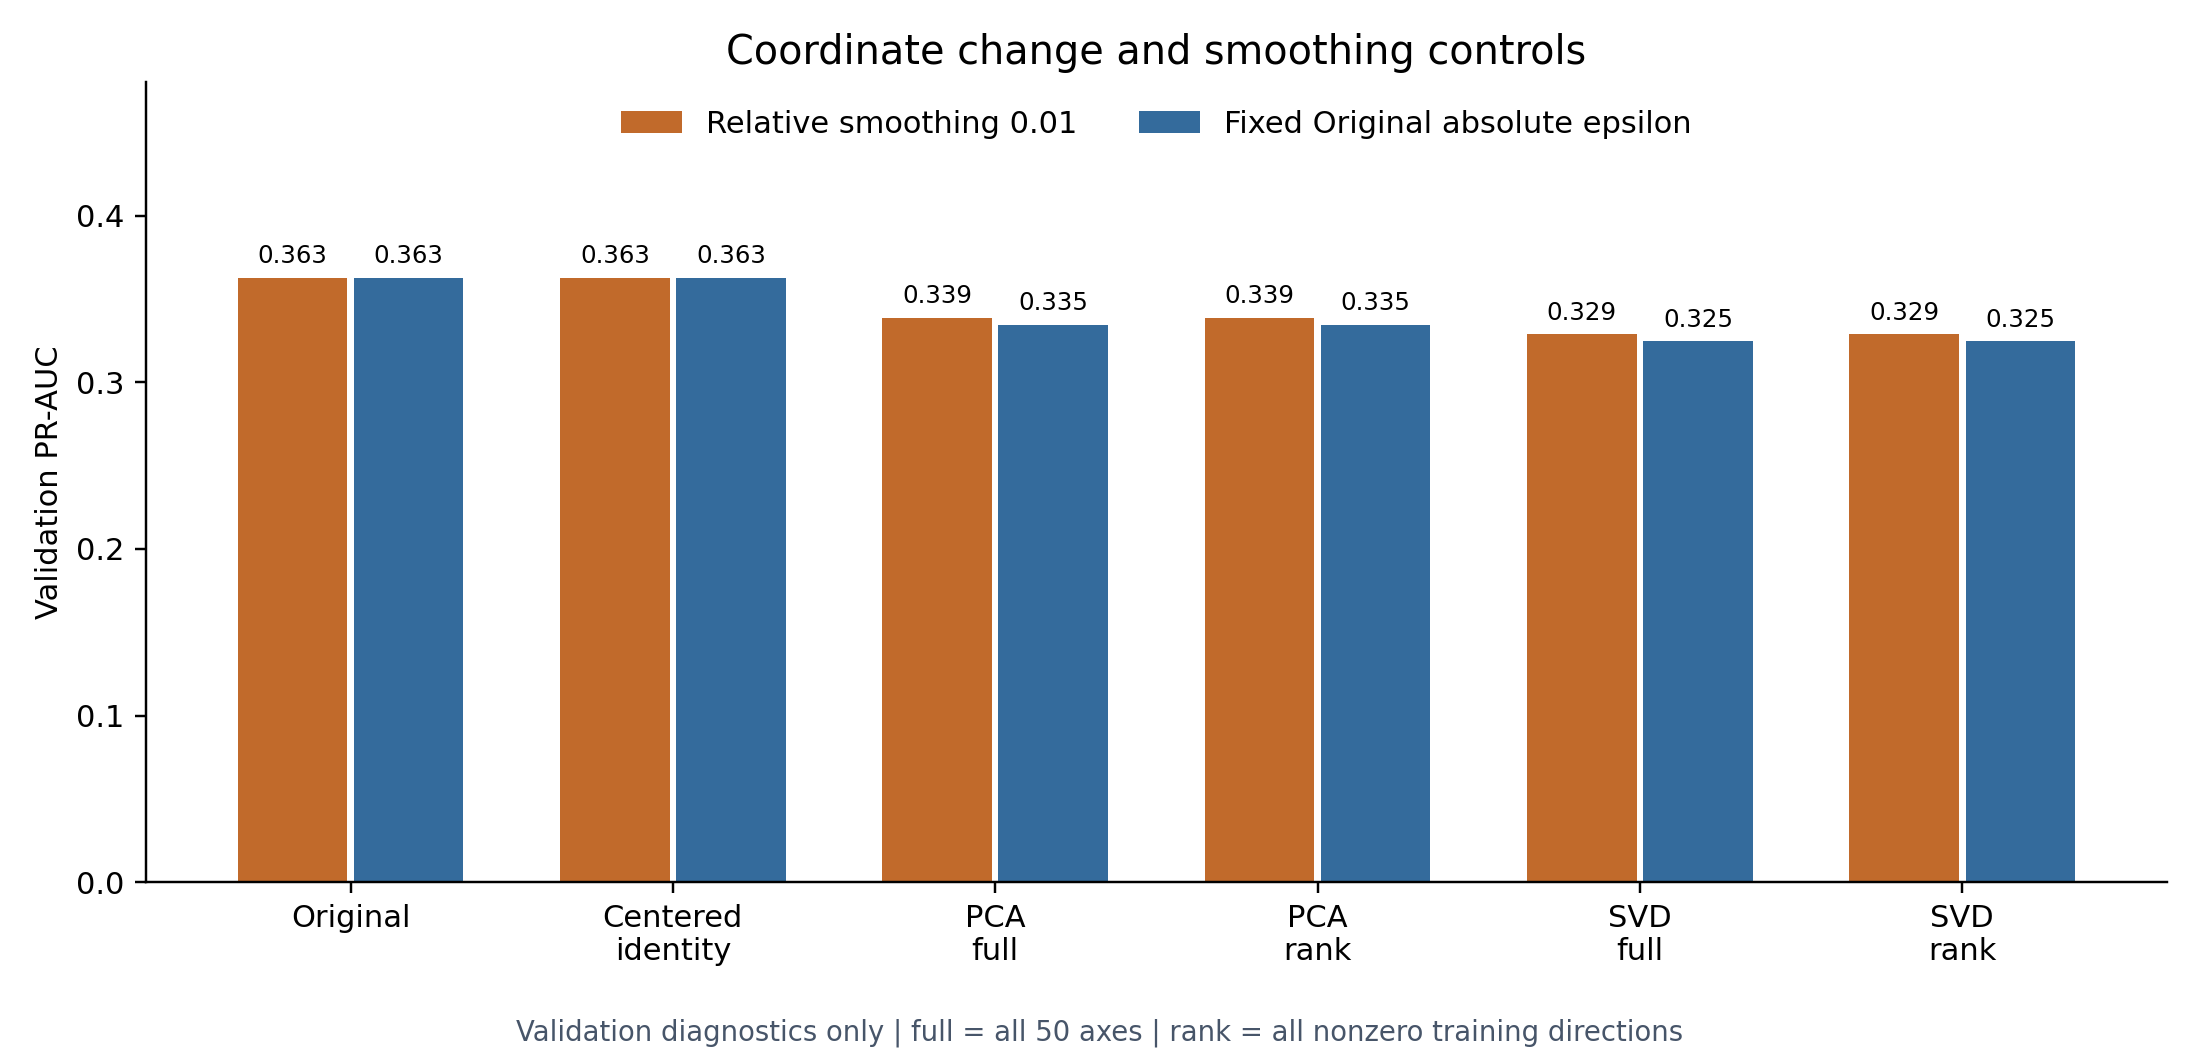 Coordinate change and smoothing controls
Relative smoothing 0.01
Fixed Original absolute epsilon
Validation PR-AUC
0.4
0.3
0.2
0.1
0.0
0.363 0.363 0.363 0.363 0.339 0.335 0.339 0.335 0.329 0.325 0.329 0.325
Original
Centered
identity
PCA
full
PCA
rank
SVD
full
SVD
rank
Validation diagnostics only | full = all 50 axes | rank = all nonzero training directions